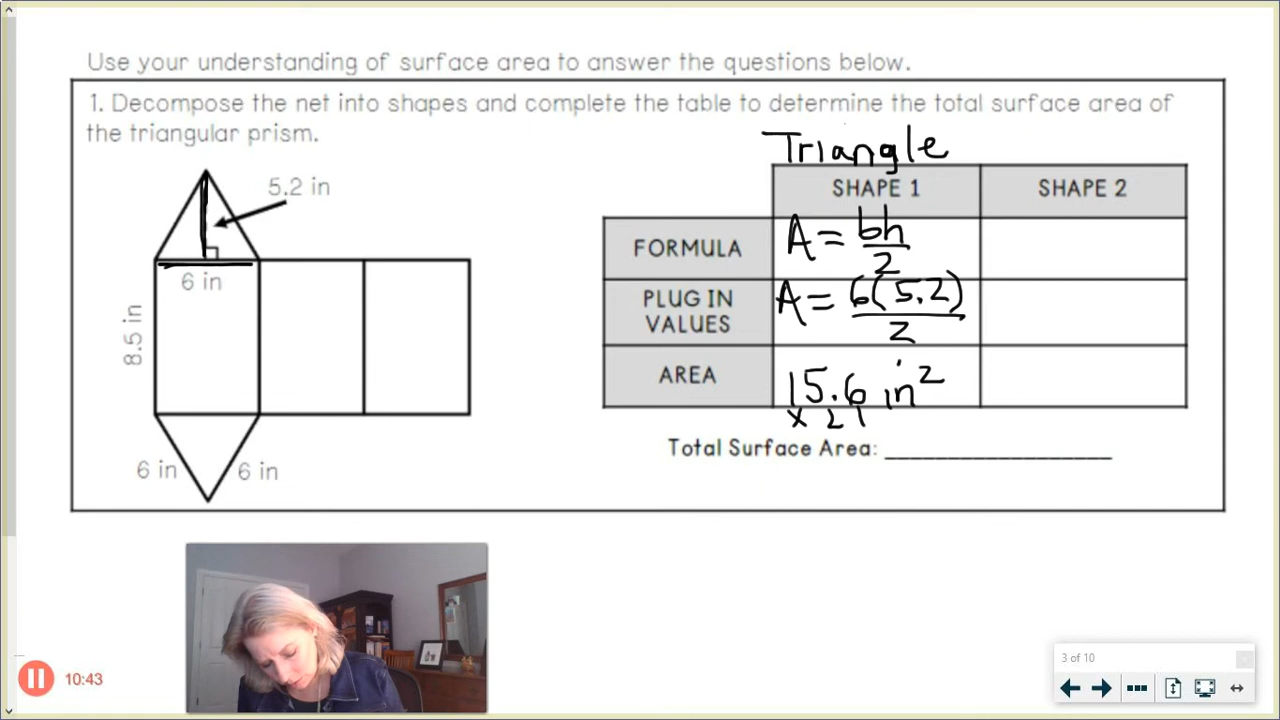 Use your understanding of surface area to answer the questions below.
1. Decompose the net into shapes and complete the table to determine the total surface area of
the triangular prism.
Triangle
5.2 in
SHAPE 1 SHAPE 2
FORMULA A = bh/2
6 in
PLUG IN VALUES A = 6(5.2)/2
8.5 in
AREA 15.6 in²
x 2
Total Surface Area: ____________________
6 in 6 in
3 of 10
10:43